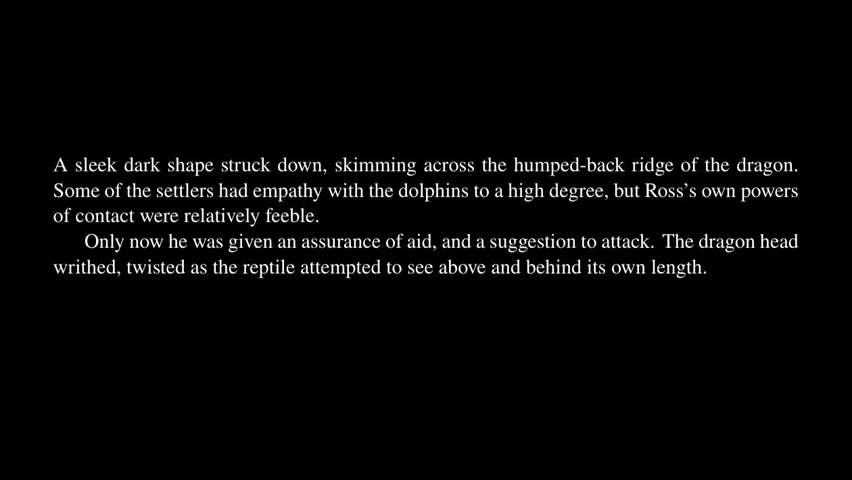 A sleek dark shape struck down, skimming across the humped-back ridge of the dragon.
Some of the settlers had empathy with the dolphins to a high degree, but Ross’s own powers
of contact were relatively feeble.
Only now he was given an assurance of aid, and a suggestion to attack. The dragon head
writhed, twisted as the reptile attempted to see above and behind its own length.